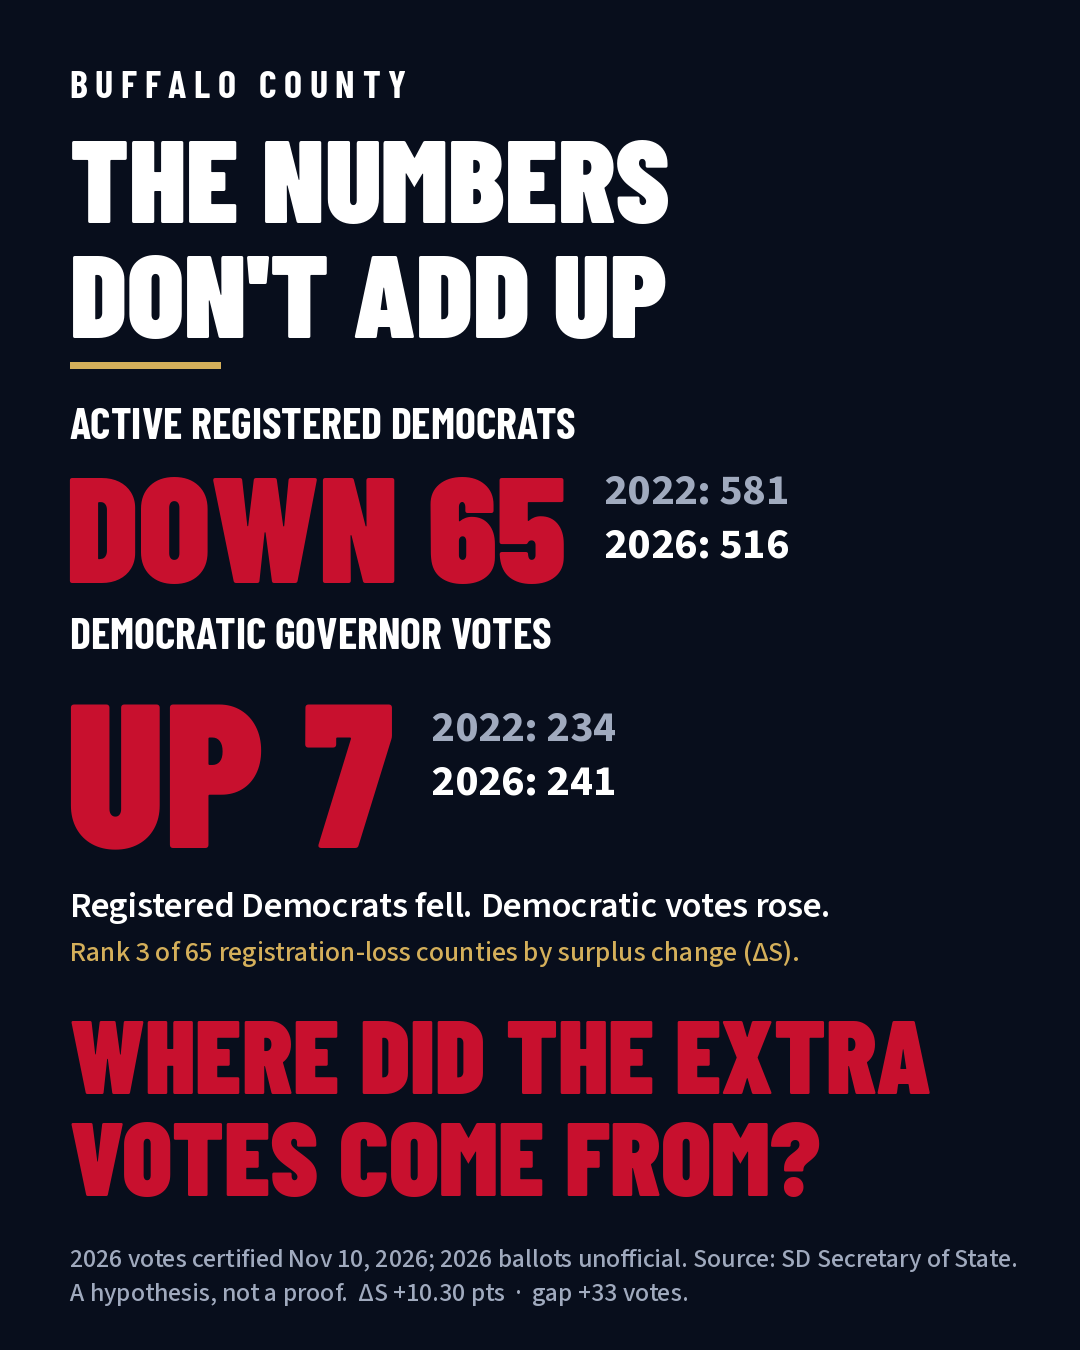 BUFFALO COUNTY
THE NUMBERS
DON'T ADD UP
ACTIVE REGISTERED DEMOCRATS
DOWN 65
2022: 581
2026: 516
DEMOCRATIC GOVERNOR VOTES
UP 7
2022: 234
2026: 241
Registered Democrats fell. Democratic votes rose.
Rank 3 of 65 registration-loss counties by surplus change (ΔS).
WHERE DID THE EXTRA
VOTES COME FROM?
2026 votes certified Nov 10, 2026; 2026 ballots unofficial. Source: SD Secretary of State.
A hypothesis, not a proof. ΔS +10.30 pts · gap +33 votes.